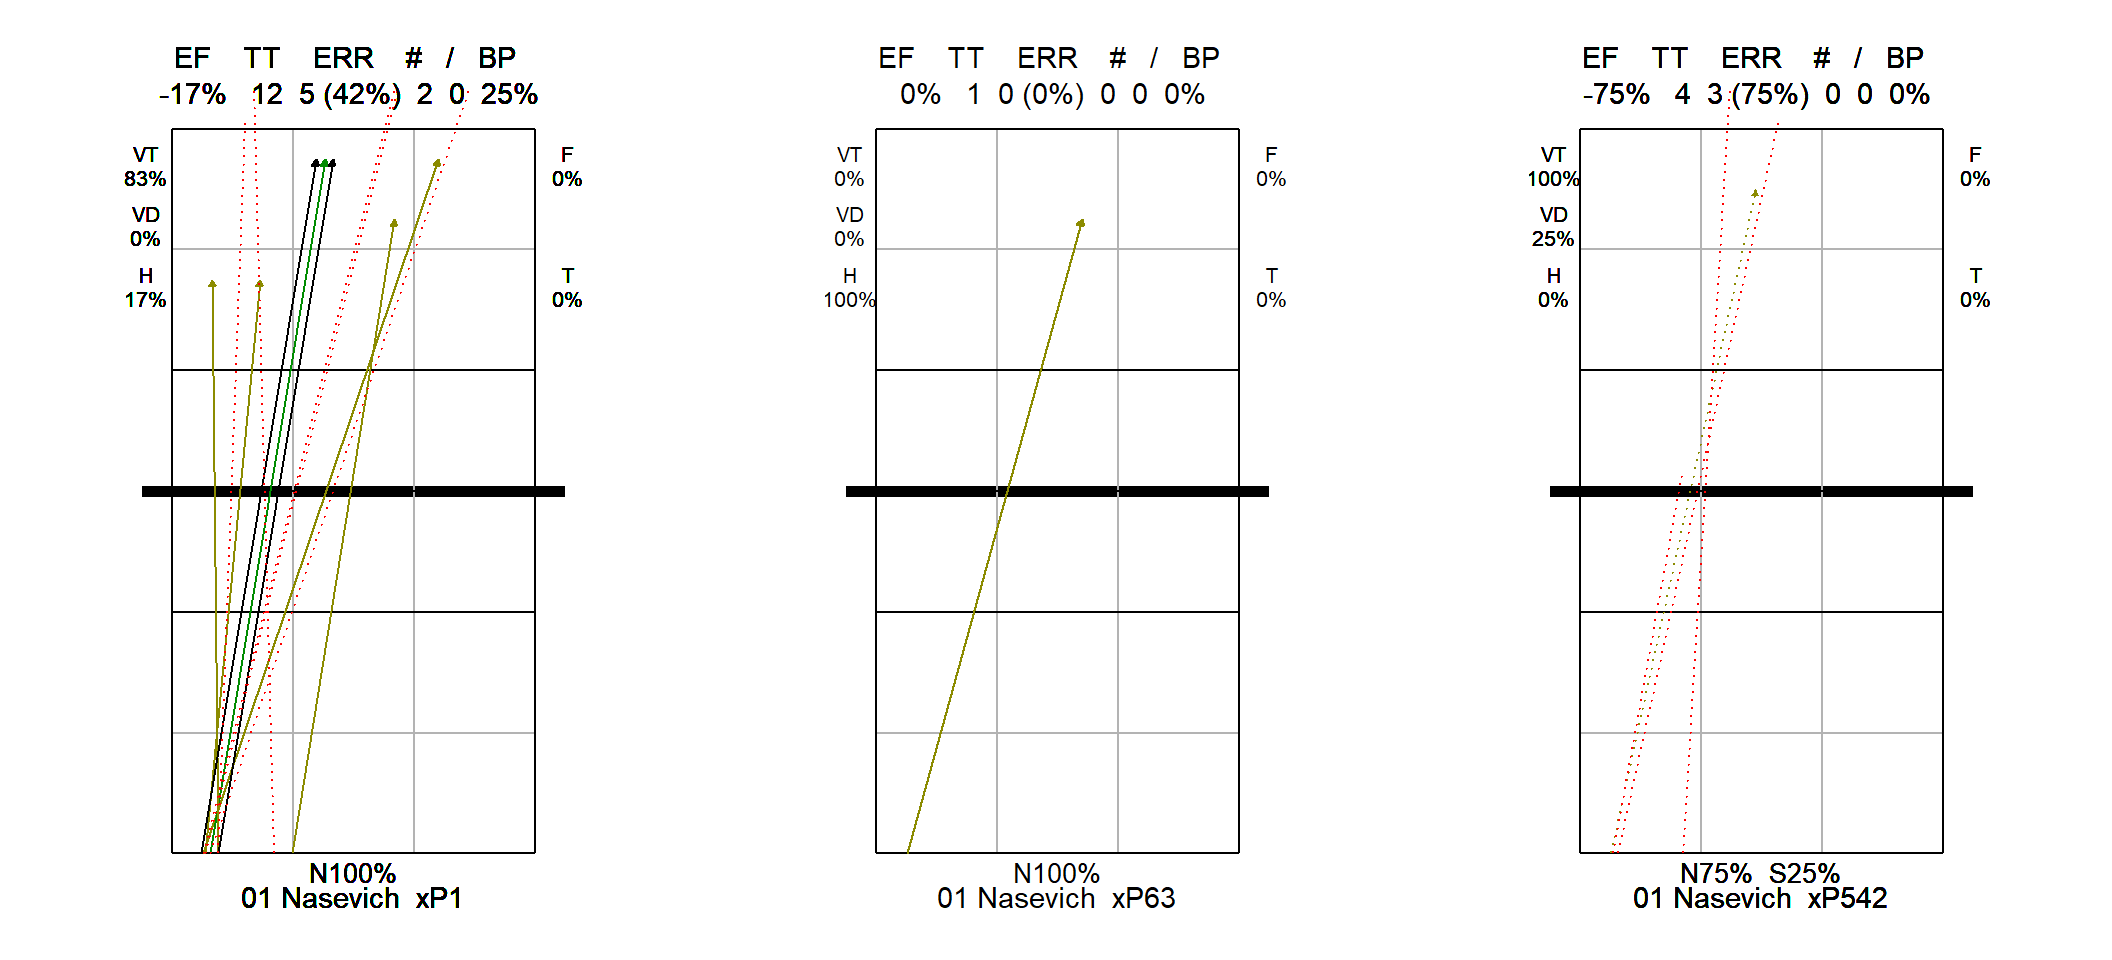 EF TT ERR # / BP
-17% 12 5 (42%) 2 0 25%
VT
83%
VD
0%
H
17%
F
0%
T
0%
N100%
01 Nasevich xP1
EF TT ERR # / BP
0% 1 0 (0%) 0 0 0%
VT
0%
VD
0%
H
100%
F
0%
T
0%
N100%
01 Nasevich xP63
EF TT ERR # / BP
-75% 4 3 (75%) 0 0 0%
VT
100%
VD
25%
H
0%
F
0%
T
0%
N75% S25%
01 Nasevich xP542